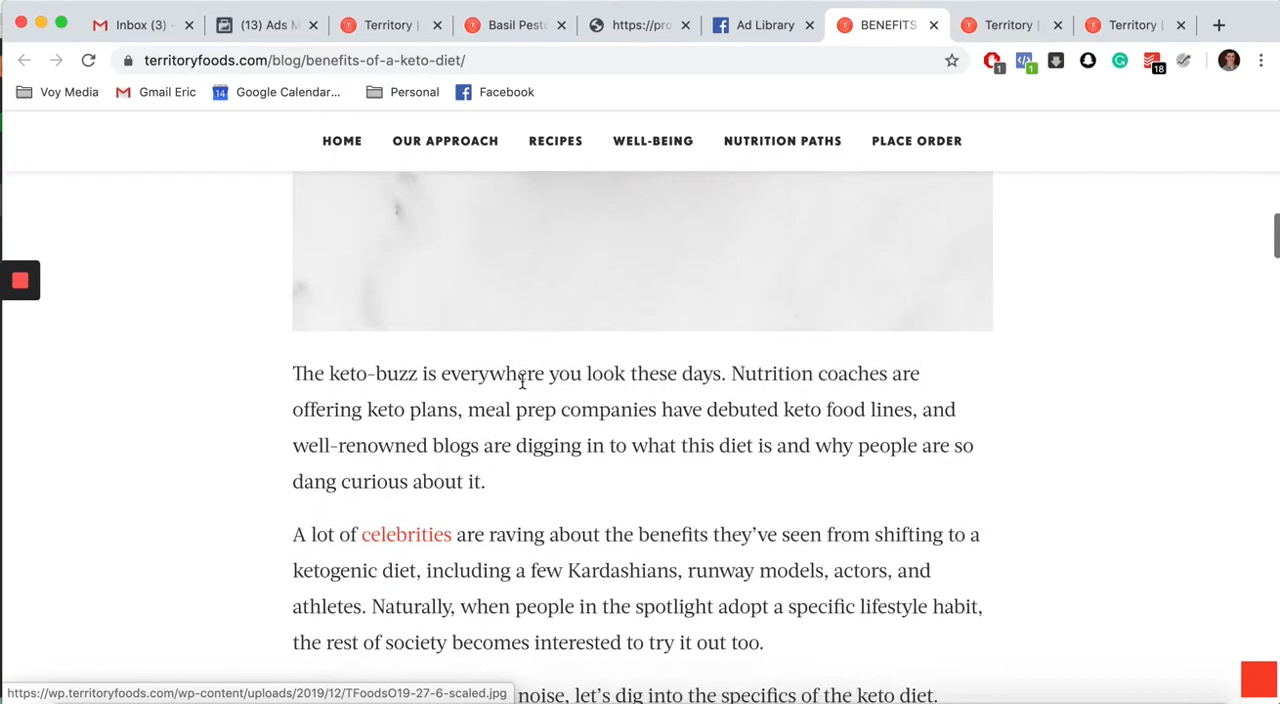 Inbox (3) -
(13) Ads M
Territory |
Basil Pesto
https://pro
Ad Library
BENEFITS
Territory |
Territory |
territoryfoods.com/blog/benefits-of-a-keto-diet/
1
1
18
Voy Media
Gmail Eric
14
Google Calendar...
Personal
Facebook
HOME
OUR APPROACH
RECIPES
WELL-BEING
NUTRITION PATHS
PLACE ORDER
The keto-buzz is everywhere you look these days. Nutrition coaches are
offering keto plans, meal prep companies have debuted keto food lines, and
well-renowned blogs are digging in to what this diet is and why people are so
dang curious about it.
A lot of celebrities are raving about the benefits they've seen from shifting to a
ketogenic diet, including a few Kardashians, runway models, actors, and
athletes. Naturally, when people in the spotlight adopt a specific lifestyle habit,
the rest of society becomes interested to try it out too.
noise, let's dig into the specifics of the keto diet.
https://wp.territoryfoods.com/wp-content/uploads/2019/12/TFoodsO19-27-6-scaled.jpg